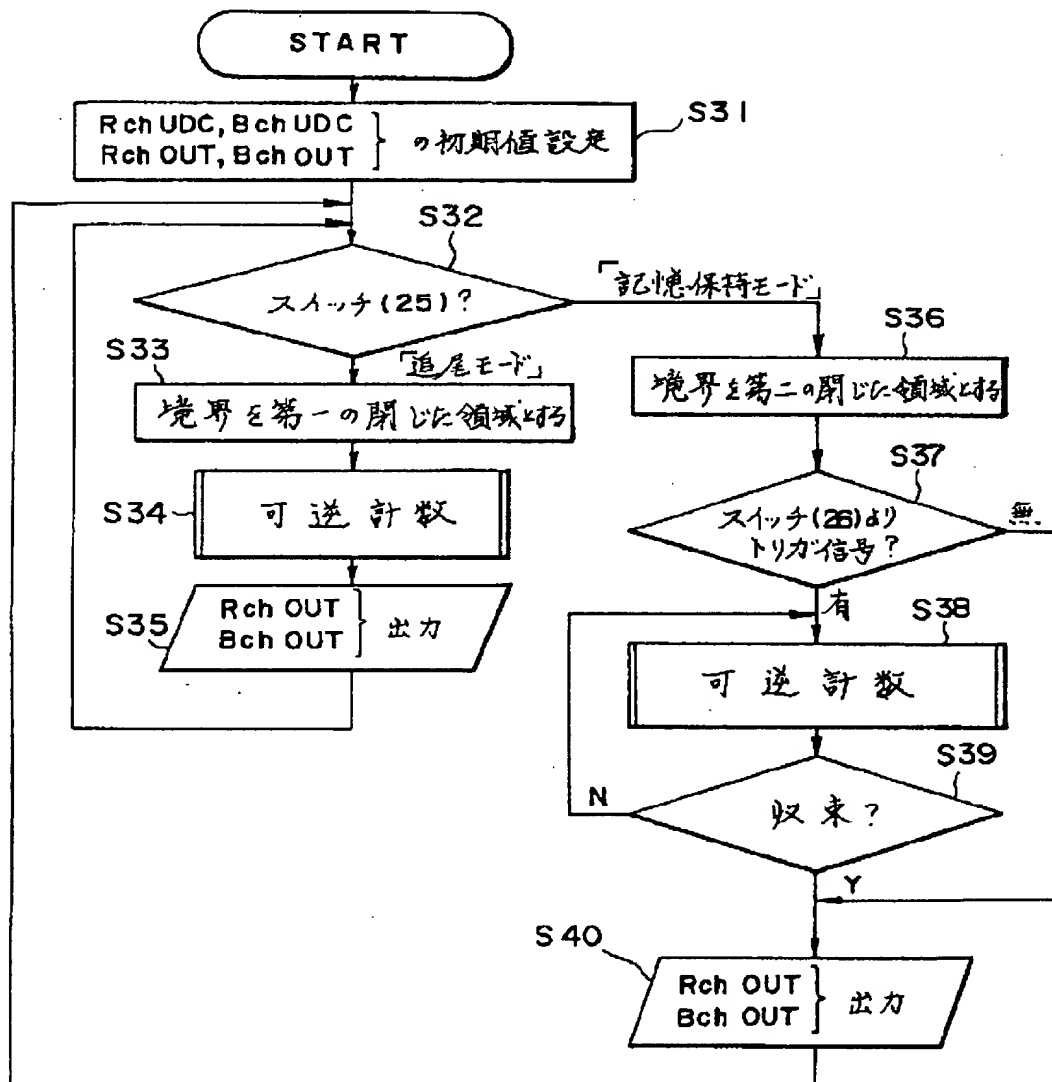 START
Rch UDC, Bch UDC
Rch OUT, Bch OUT
の初期値設定
S31
S32
スイッチ(25)?
「記憶保持モード」
S33
「追尾モード」
境界を第一の閉じた領域とする
S36
境界を第二の閉じた領域とする
S34
可逆計数
S37
スイッチ(26)より
トリガ信号?
無
有
S35
Rch OUT
Bch OUT
出力
S38
可逆計数
S39
収束?
N
Y
S40
Rch OUT
Bch OUT
出力